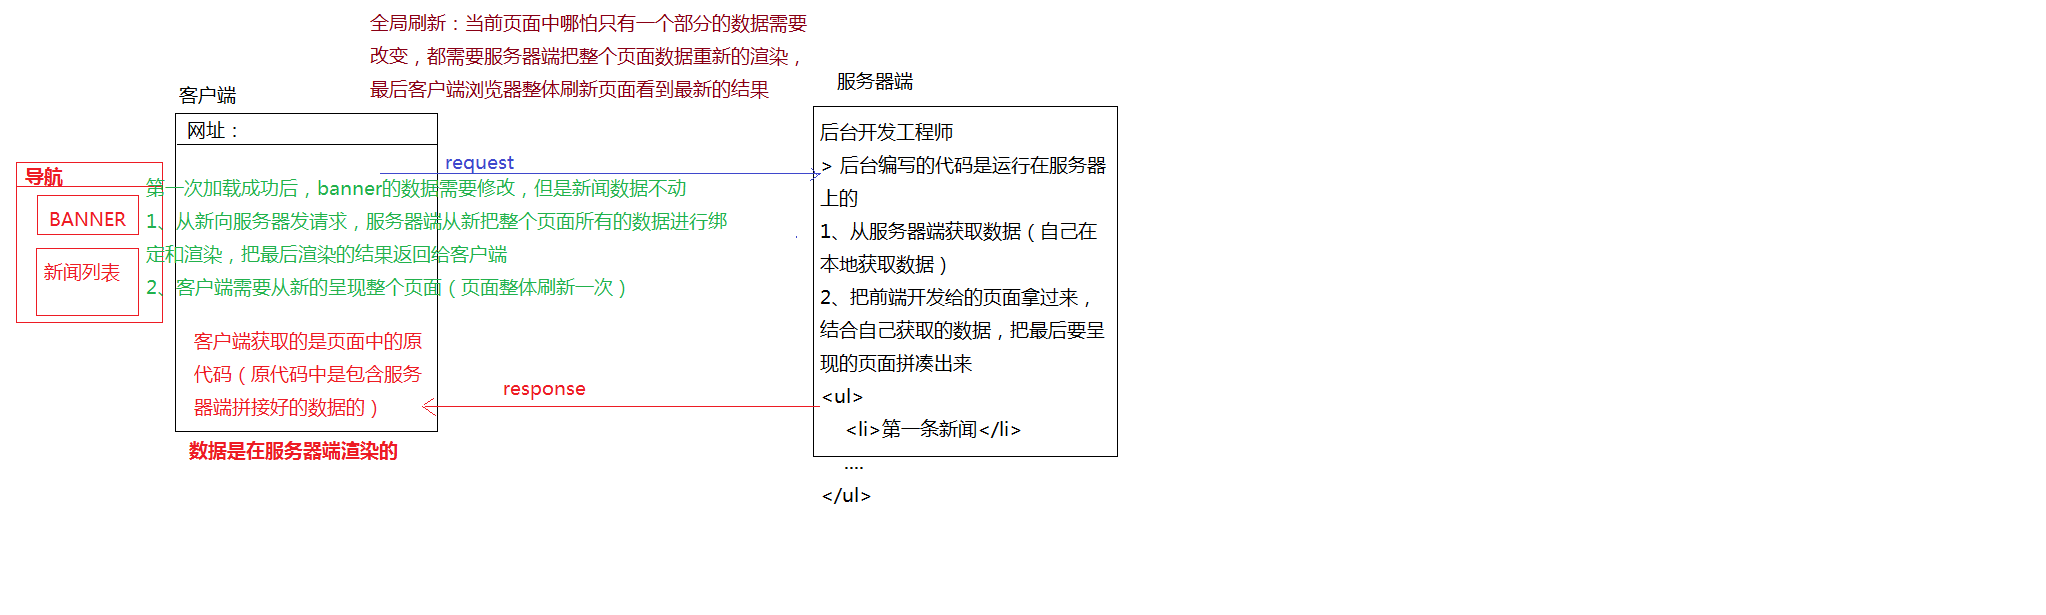 全局刷新：当前页面中哪怕只有一个部分的数据需要
改变，都需要服务器端把整个页面数据重新的渲染，
最后客户端浏览器整体刷新页面看到最新的结果
客户端
网址：
导航
BANNER
新闻列表
request
第一次加载成功后，banner的数据需要修改，但是新闻数据不动
1、从新向服务器发请求，服务器端从新把整个页面所有的数据进行绑
定和渲染，把最后渲染的结果返回给客户端
2、客户端需要从新的呈现整个页面（页面整体刷新一次）
客户端获取的是页面中的原
代码（原代码中是包含服务
器端拼接好的数据的）
response
数据是在服务器端渲染的
服务器端
后台开发工程师
> 后台编写的代码是运行在服务器
上的
1、从服务器端获取数据（自己在
本地获取数据）
2、把前端开发给的页面拿过来，
结合自己获取的数据，把最后要呈
现的页面拼凑出来
<ul>
<li>第一条新闻</li>
....
</ul>